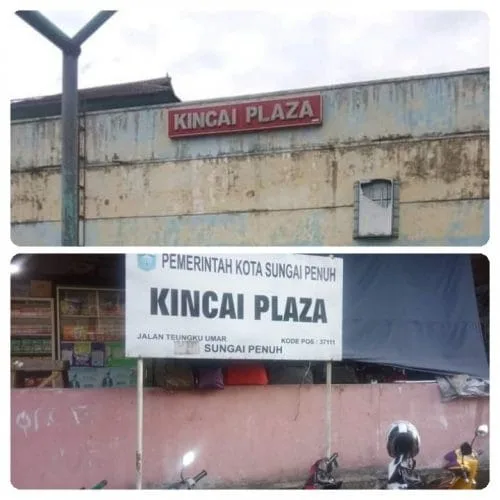 KINCAI PLAZA
PEMERINTAH KOTA SUNGAI PENUH
KINCAI PLAZA
JALAN TEUNGKU UMAR KODE POS : 37111
SUNGAI PENUH